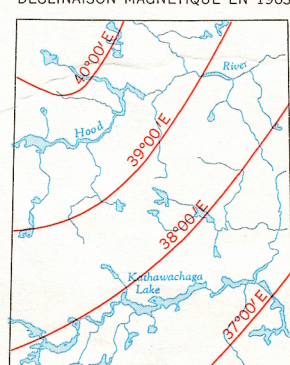 DÉCLINAISON MAGNÉTIQUE EN 1965
40°00'E
River
Hood
39°00'E
38°00'E
Kathawachaga
Lake
37°00'E